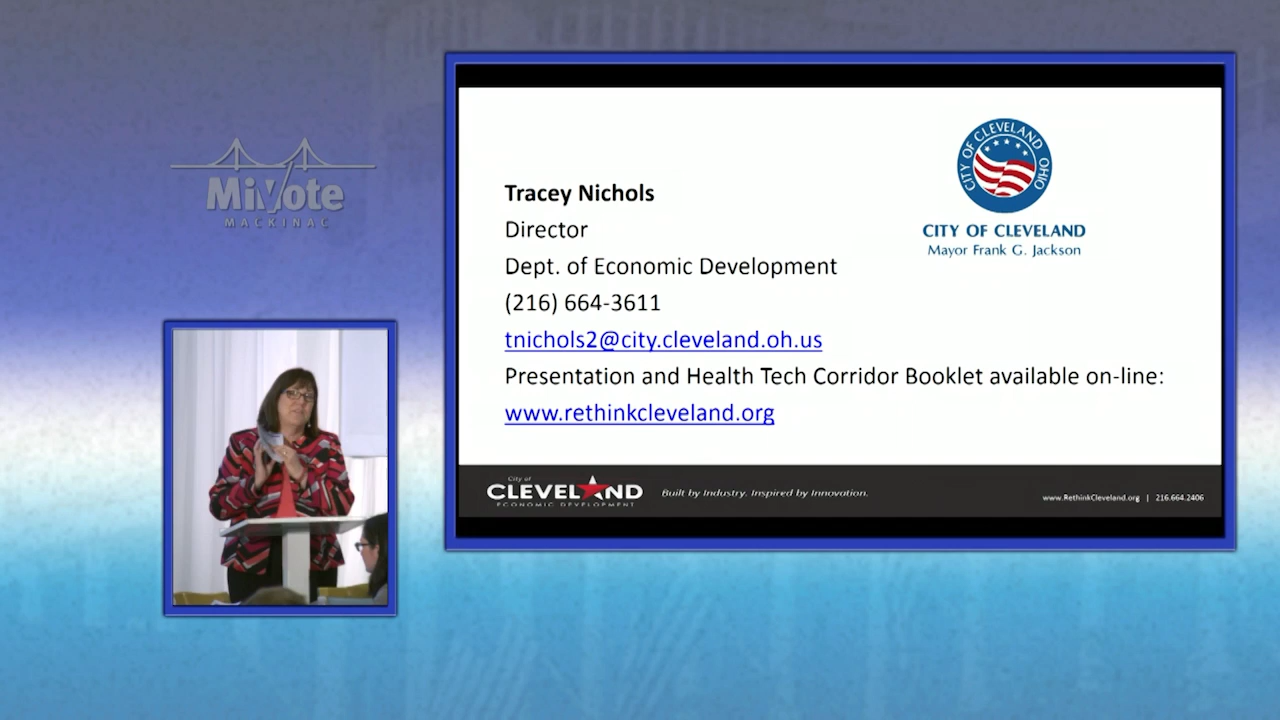 MiVote
MACKINAC
Tracey Nichols
Director
Dept. of Economic Development
(216) 664-3611
tnichols2@city.cleveland.oh.us
Presentation and Health Tech Corridor Booklet available on-line:
www.rethinkcleveland.org
CITY OF CLEVELAND OHIO
CITY OF CLEVELAND
Mayor Frank G. Jackson
City of
CLEVELAND
ECONOMIC DEVELOPMENT
Built by Industry. Inspired by Innovation.
www.RethinkCleveland.org | 216.664.2406